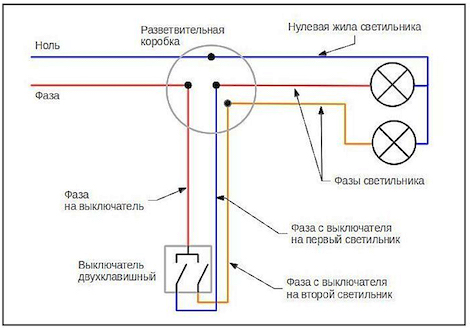 Разветвительная
коробка
Нулевая жила светильника
Ноль
Фаза
Фаза
на выключатель
Фазы светильника
Фаза с выключателя
на первый светильник
Выключатель
двухклавишный
Фаза с выключателя
на второй светильник